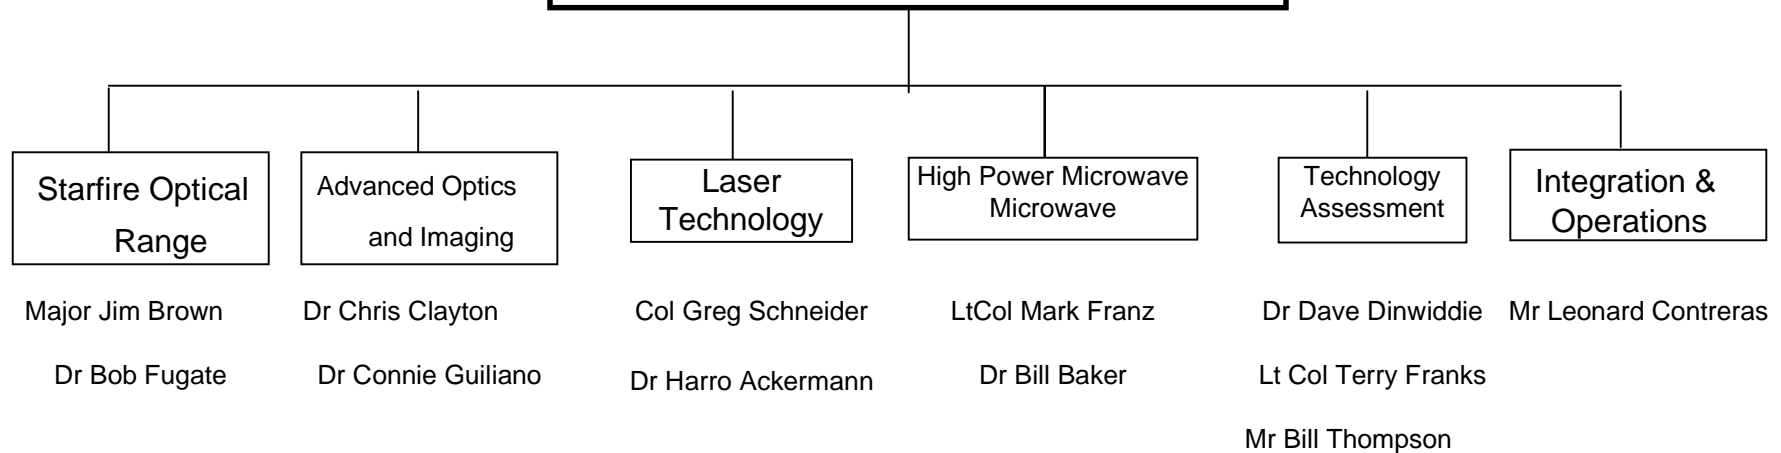 Starfire Optical
Range
Major Jim Brown
Dr Bob Fugate
Advanced Optics
and Imaging
Dr Chris Clayton
Dr Connie Guiliano
Laser
Technology
Col Greg Schneider
Dr Harro Ackermann
High Power Microwave
Microwave
LtCol Mark Franz
Dr Bill Baker
Technology
Assessment
Dr Dave Dinwiddie
Lt Col Terry Franks
Mr Bill Thompson
Integration &
Operations
Mr Leonard Contreras